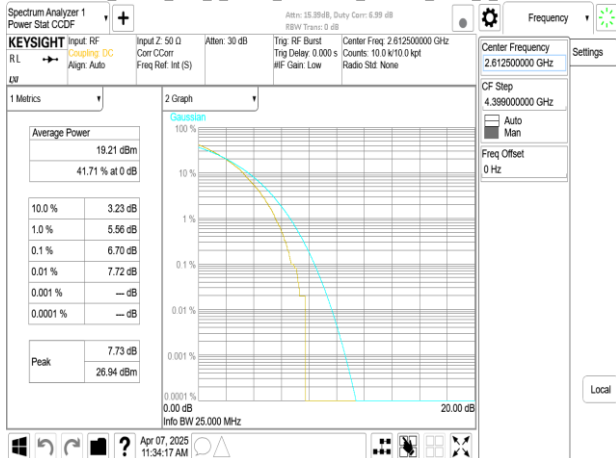 Spectrum Analyzer 1
Power Stat CCDF
+
Attn: 15.39dB, Duty Corr: 6.99 dB
RBW Trans: 0 dB
Frequency
KEYSIGHT
RL
LXI
Input: RF
Coupling: DC
Align: Auto
Input Z: 50 Ω
Corr CCorr
Freq Ref: Int (S)
Atten: 30 dB
Trig: RF Burst
Trig Delay: 0.000 s
#IF Gain: Low
Center Freq: 2.612500000 GHz
Counts: 10.0 k/10.0 kpt
Radio Std: None
Center Frequency
2.612500000 GHz
Settings
CF Step
4.399000000 GHz
Auto
Man
Freq Offset
0 Hz
Local
1 Metrics
Average Power
19.21 dBm
41.71 % at 0 dB
10.0 % 3.23 dB
1.0 % 5.56 dB
0.1 % 6.70 dB
0.01 % 7.72 dB
0.001 % --- dB
0.0001 % --- dB
Peak
7.73 dB
26.94 dBm
2 Graph
Gaussian
100 %
10 %
1 %
0.1 %
0.01 %
0.001 %
0.0001 %
0.00 dB 20.00 dB
Info BW 25.000 MHz
?
Apr 07, 2025
11:34:17 AM